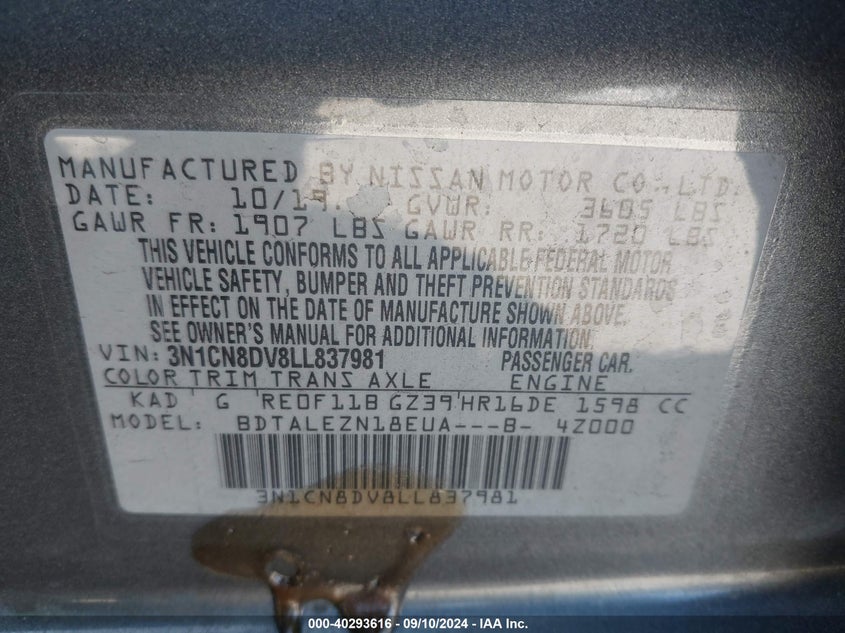 MANUFACTURED BY NISSAN MOTOR CO.,LTD.
DATE: 10/19 GVWR: 3605 LBS
GAWR FR: 1907 LBS GAWR RR: 1720 LBS
THIS VEHICLE CONFORMS TO ALL APPLICABLE FEDERAL MOTOR
VEHICLE SAFETY, BUMPER AND THEFT PREVENTION STANDARDS
IN EFFECT ON THE DATE OF MANUFACTURE SHOWN ABOVE.
SEE OWNER'S MANUAL FOR ADDITIONAL INFORMATION.
VIN: 3N1CN8DV8LL837981 PASSENGER CAR.
COLOR TRIM TRANS AXLE ENGINE
KAD G RE0F11B GZ39 HR16DE 1598 CC
MODEL: BDTALEZN18EUA---B- 4Z000
3N1CN8DV8LL837981
000-40293616 - 09/10/2024 - IAA Inc.